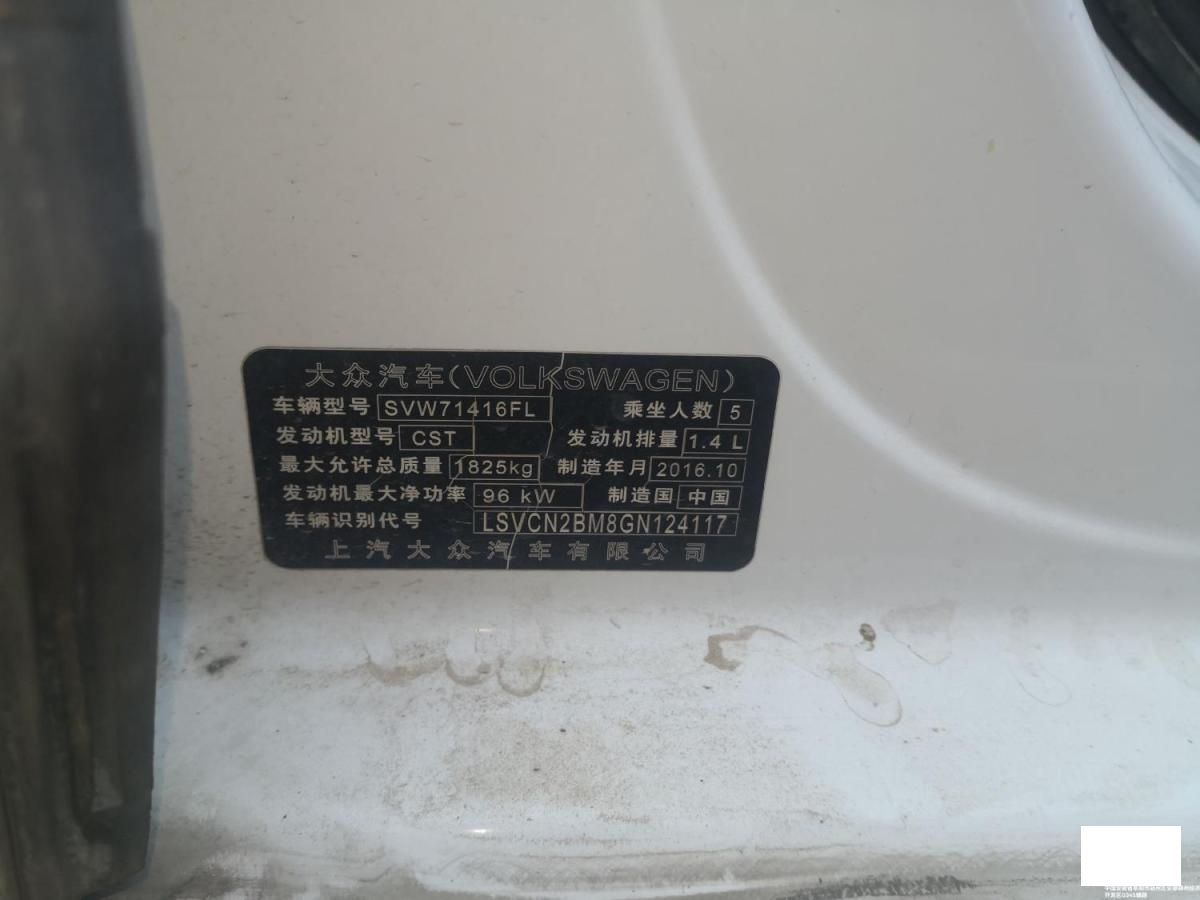 大众汽车(VOLKSWAGEN)
车辆型号 SVW71416FL 乘坐人数 5
发动机型号 CST 发动机排量 1.4 L
最大允许总质量 1825kg 制造年月 2016.10
发动机最大净功率 96 kW 制造国 中国
车辆识别代号 LSVCN2BM8GN124117
上汽大众汽车有限公司